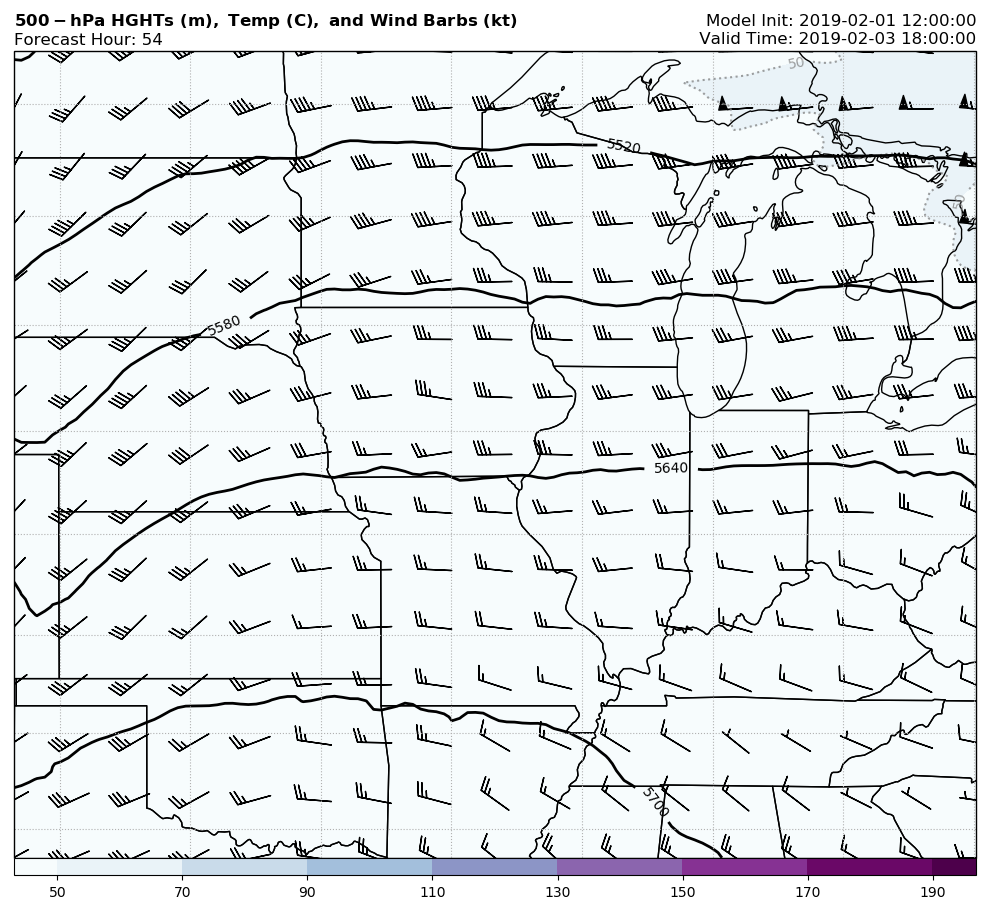 500-hPa HGHTs (m), Temp (C), and Wind Barbs (kt)
Forecast Hour: 54
Model Init: 2019-02-01 12:00:00
Valid Time: 2019-02-03 18:00:00
50
5520
50
5580
5640
5700
50 70 90 110 130 150 170 190